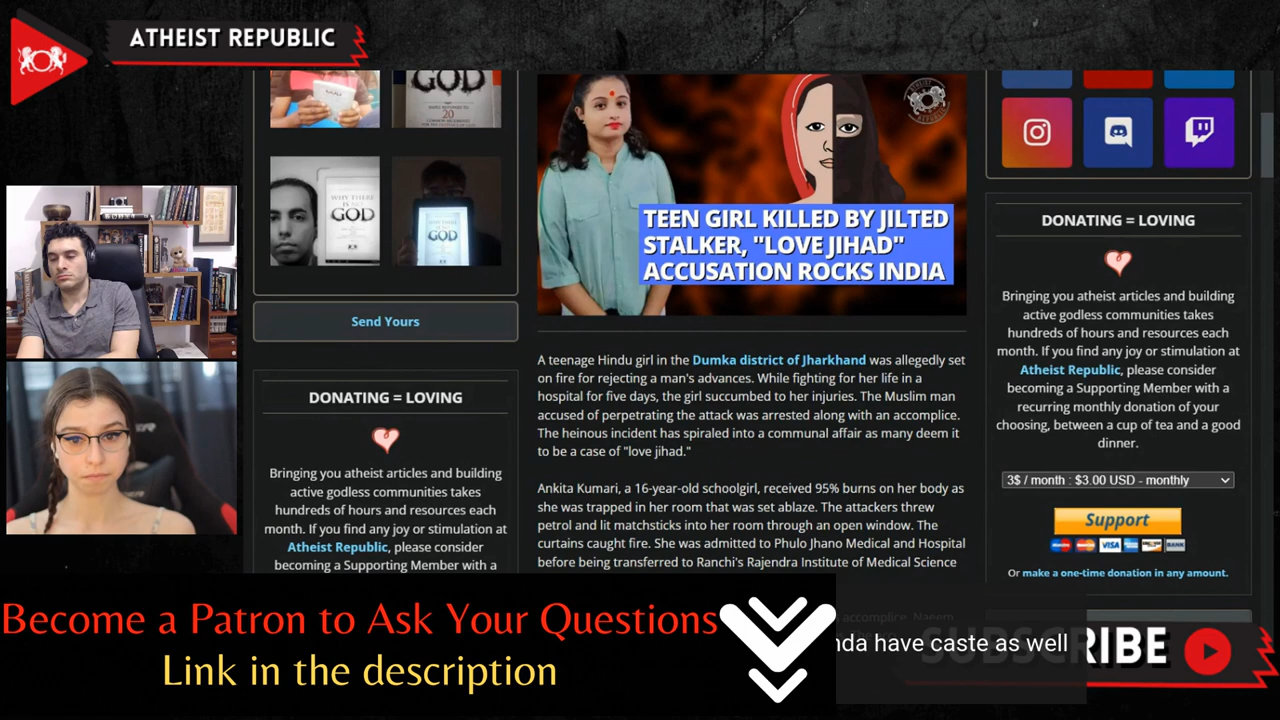 ATHEIST REPUBLIC
GOD
20
WHY THERE
IS NO
GOD
GOD
Send Yours
DONATING = LOVING
Bringing you atheist articles and building
active godless communities takes
hundreds of hours and resources each
month. If you find any joy or stimulation at
Atheist Republic, please consider
becoming a Supporting Member with a
TEEN GIRL KILLED BY JILTED
STALKER, "LOVE JIHAD"
ACCUSATION ROCKS INDIA
A teenage Hindu girl in the Dumka district of Jharkhand was allegedly set
on fire for rejecting a man's advances. While fighting for her life in a
hospital for five days, the girl succumbed to her injuries. The Muslim man
accused of perpetrating the attack was arrested along with an accomplice.
The heinous incident has spiraled into a communal affair as many deem it
to be a case of "love jihad."
Ankita Kumari, a 16-year-old schoolgirl, received 95% burns on her body as
she was trapped in her room that was set ablaze. The attackers threw
petrol and lit matchsticks into her room through an open window. The
curtains caught fire. She was admitted to Phulo Jhano Medical and Hospital
before being transferred to Ranchi's Rajendra Institute of Medical Science
accomplice, Naeem
DONATING = LOVING
Bringing you atheist articles and building
active godless communities takes
hundreds of hours and resources each
month. If you find any joy or stimulation at
Atheist Republic, please consider
becoming a Supporting Member with a
recurring monthly donation of your
choosing, between a cup of tea and a good
dinner.
3$ / month : $3.00 USD - monthly
Support
VISA
BANK
Or make a one-time donation in any amount.
Become a Patron to Ask Your Questions
Link in the description
nda have caste as well
SUBSCRIBE